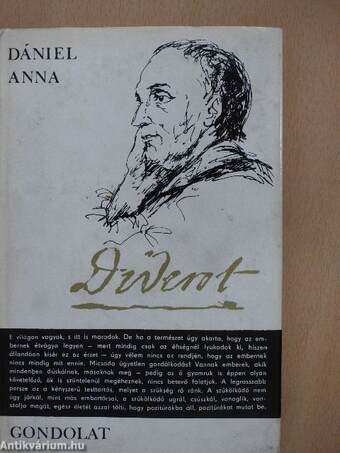 DÁNIEL
ANNA
Diderot
E világon vagyok, s itt is maradok. De ha a természet úgy akarta, hogy az em-
bernek étvágya legyen — mert mindig csak az éhségnél lyukadok ki, hiszen
állandóan kísér ez az érzet — úgy vélem nincs az rendjén, hogy az embernek
nincs mindig mit ennie. Micsoda ügyetlen gazdálkodás! Vannak emberek, akik
mindenben dúskálnak, másoknak meg — pedig az ő gyomruk is éppen olyan
követelőző, ők is szüntelenül megéheznek, nincs betevő falatjuk. A legrosszabb
persze az a kényszerű testtartás, melyet a szükség ró ránk. A szűkölködő nem
úgy járkál, mint más embertársai, a szűkölködő ugrál, csúszkál, vonaglik, von-
szolja magát, egész életét azzal tölti, hogy pozitúrákba áll, pozitúrákat mutat be.
GONDOLAT
antikvárium.hu